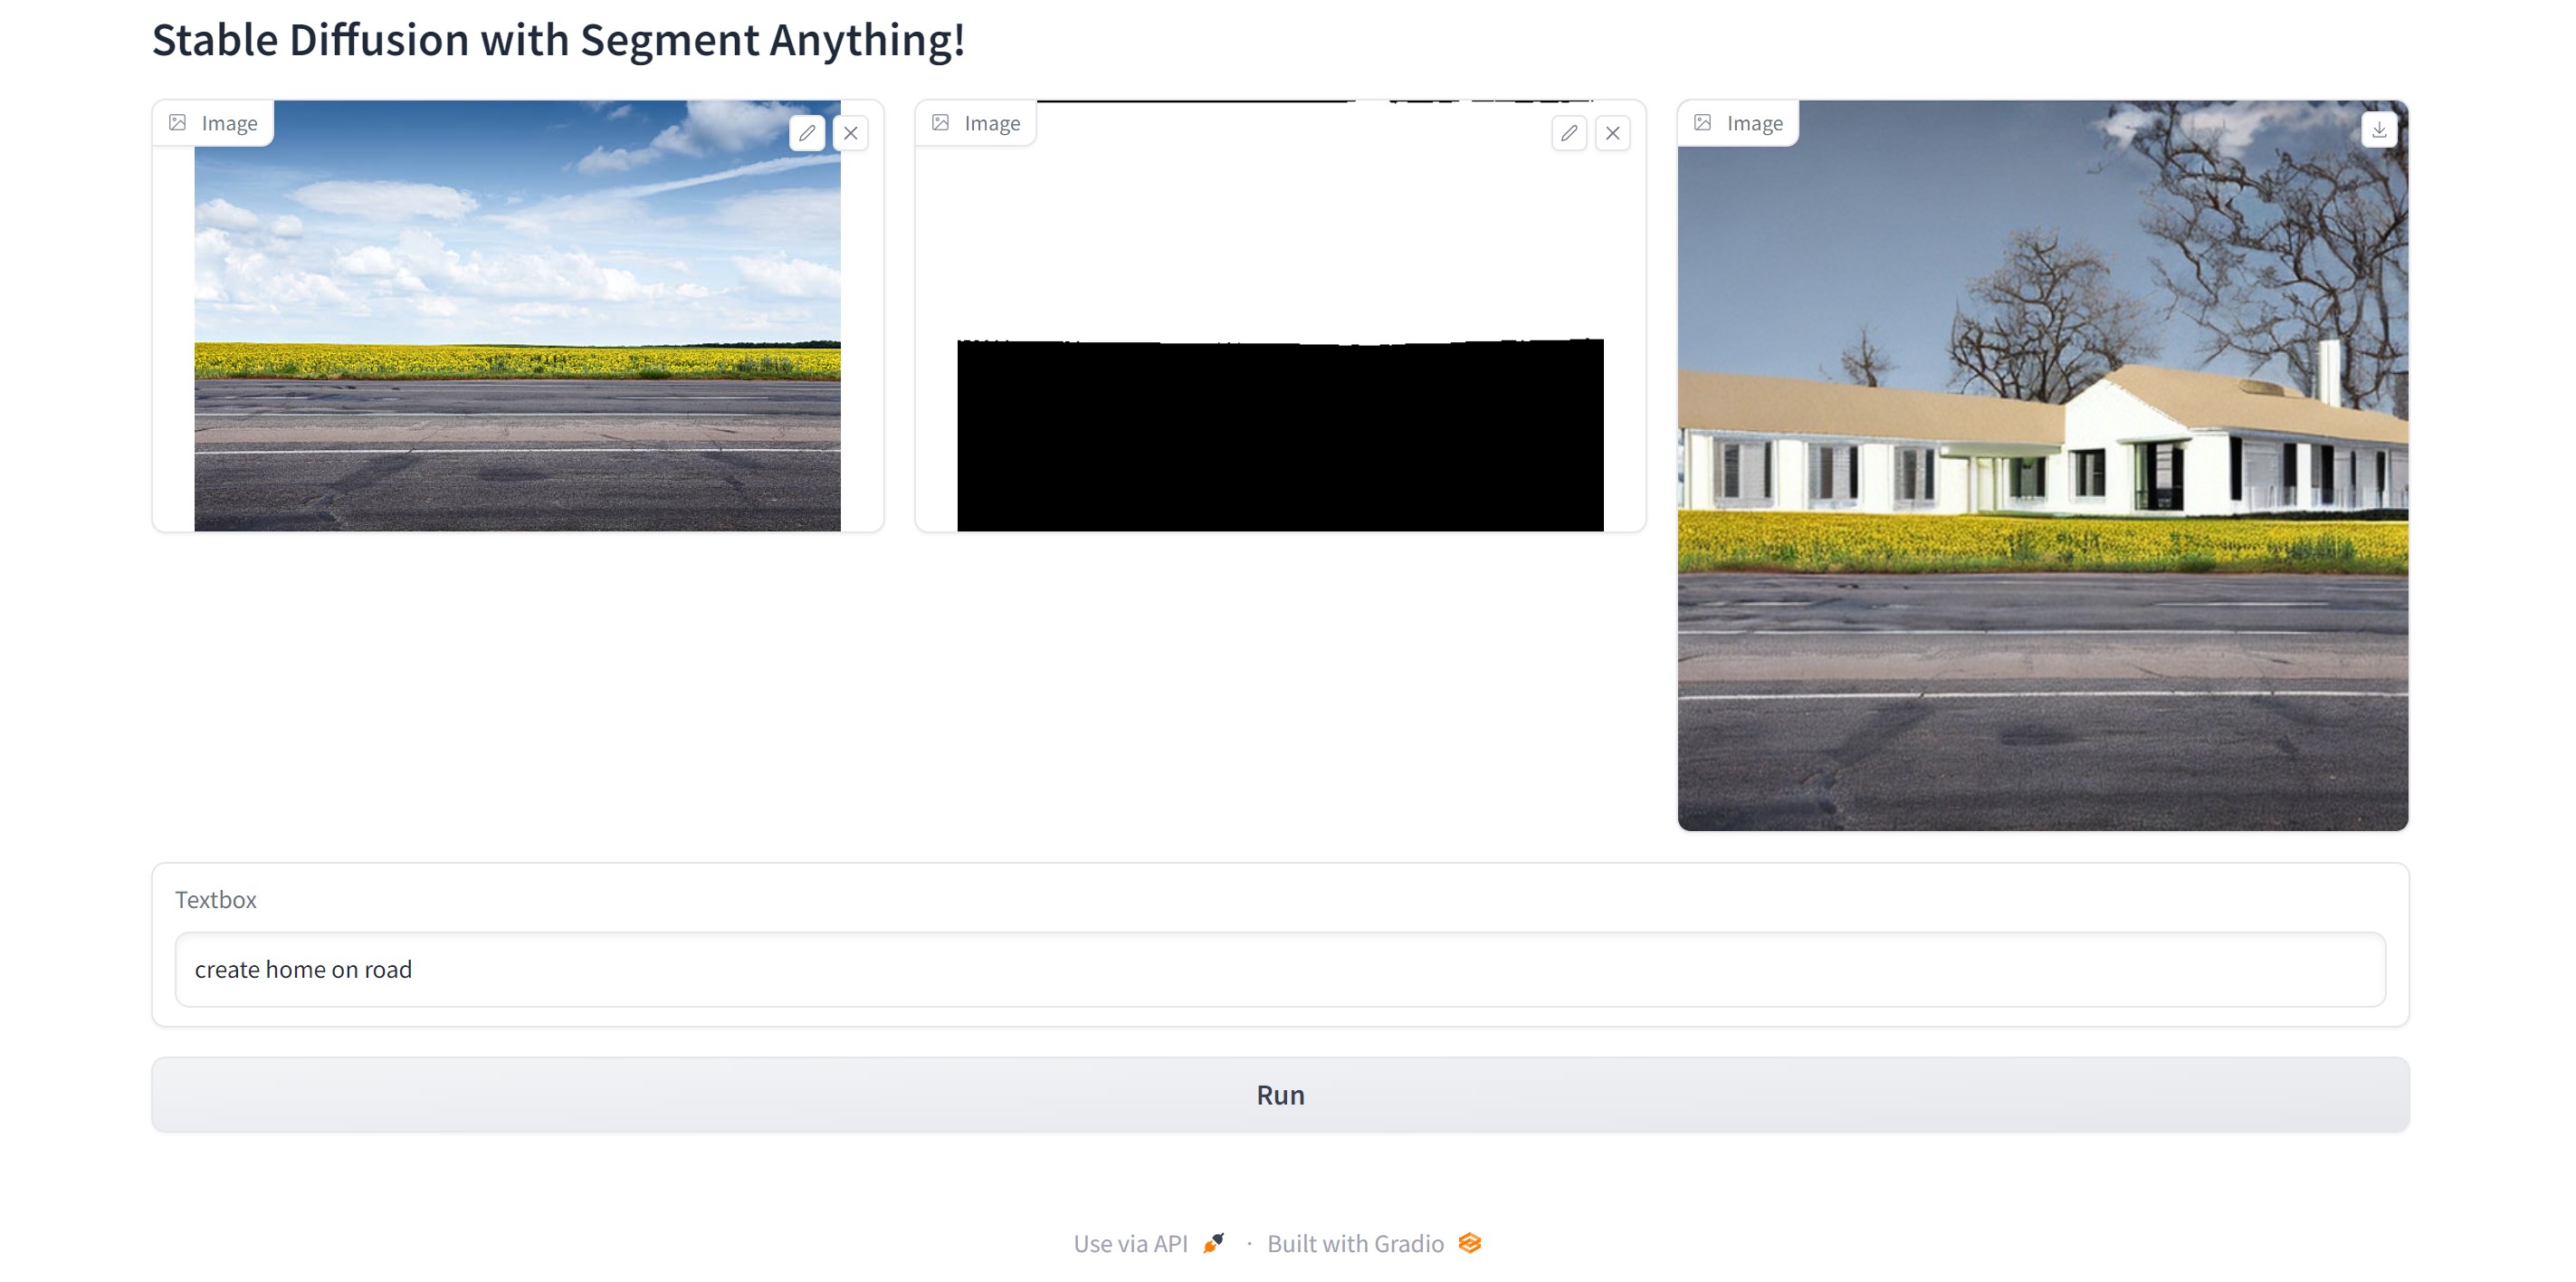 Stable Diffusion with Segment Anything!
Image
Image
Image
Textbox
create home on road
Run
Use via API · Built with Gradio